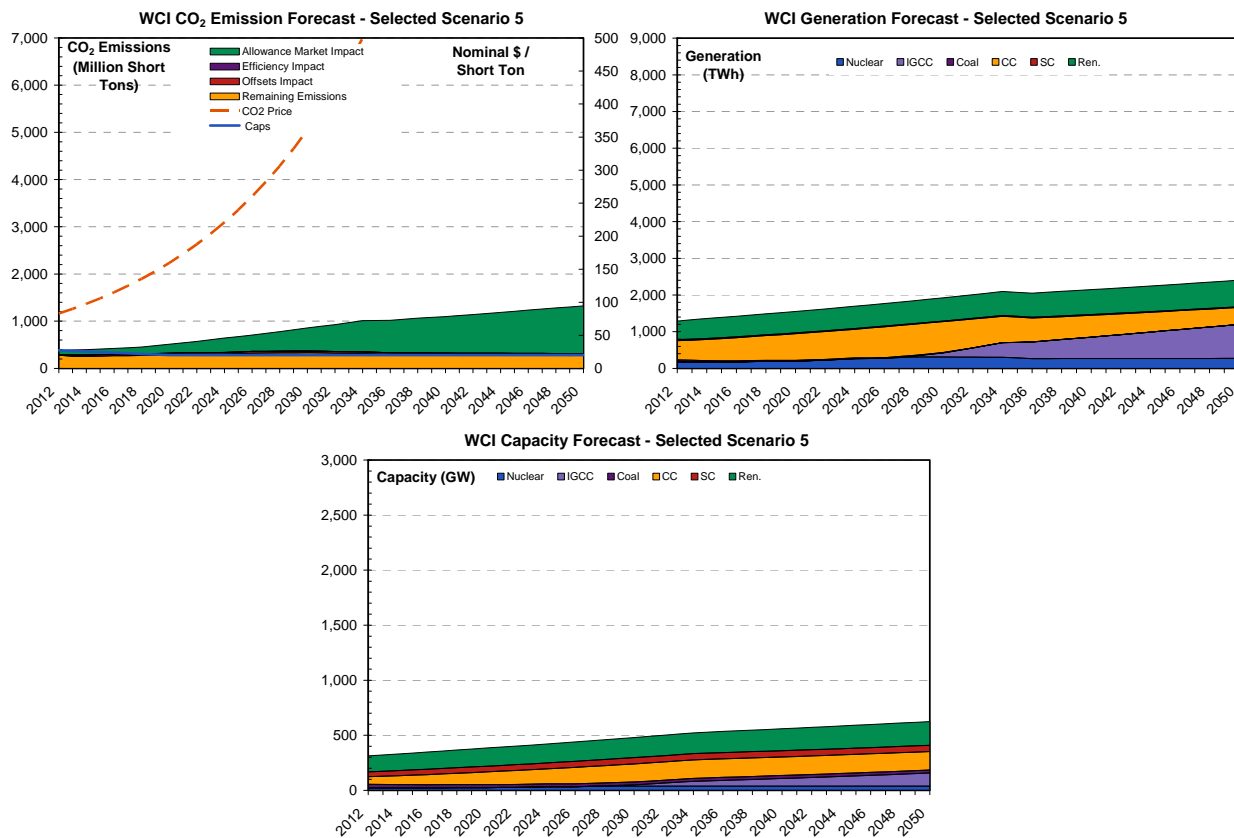 WCI CO₂ Emission Forecast - Selected Scenario 5
CO₂ Emissions
(Million Short
Tons)
Nominal $ /
Short Ton
Allowance Market Impact
Efficiency Impact
Offsets Impact
Remaining Emissions
CO2 Price
Caps
7,000
6,000
5,000
4,000
3,000
2,000
1,000
0
500
450
400
350
300
250
200
150
100
50
0
2012 2014 2016 2018 2020 2022 2024 2026 2028 2030 2032 2034 2036 2038 2040 2042 2044 2046 2048 2050
WCI Generation Forecast - Selected Scenario 5
Generation
(TWh)
Nuclear IGCC Coal CC SC Ren.
9,000
8,000
7,000
6,000
5,000
4,000
3,000
2,000
1,000
0
2012 2014 2016 2018 2020 2022 2024 2026 2028 2030 2032 2034 2036 2038 2040 2042 2044 2046 2048 2050
WCI Capacity Forecast - Selected Scenario 5
Capacity (GW) Nuclear IGCC Coal CC SC Ren.
3,000
2,500
2,000
1,500
1,000
500
0
2012 2014 2016 2018 2020 2022 2024 2026 2028 2030 2032 2034 2036 2038 2040 2042 2044 2046 2048 2050